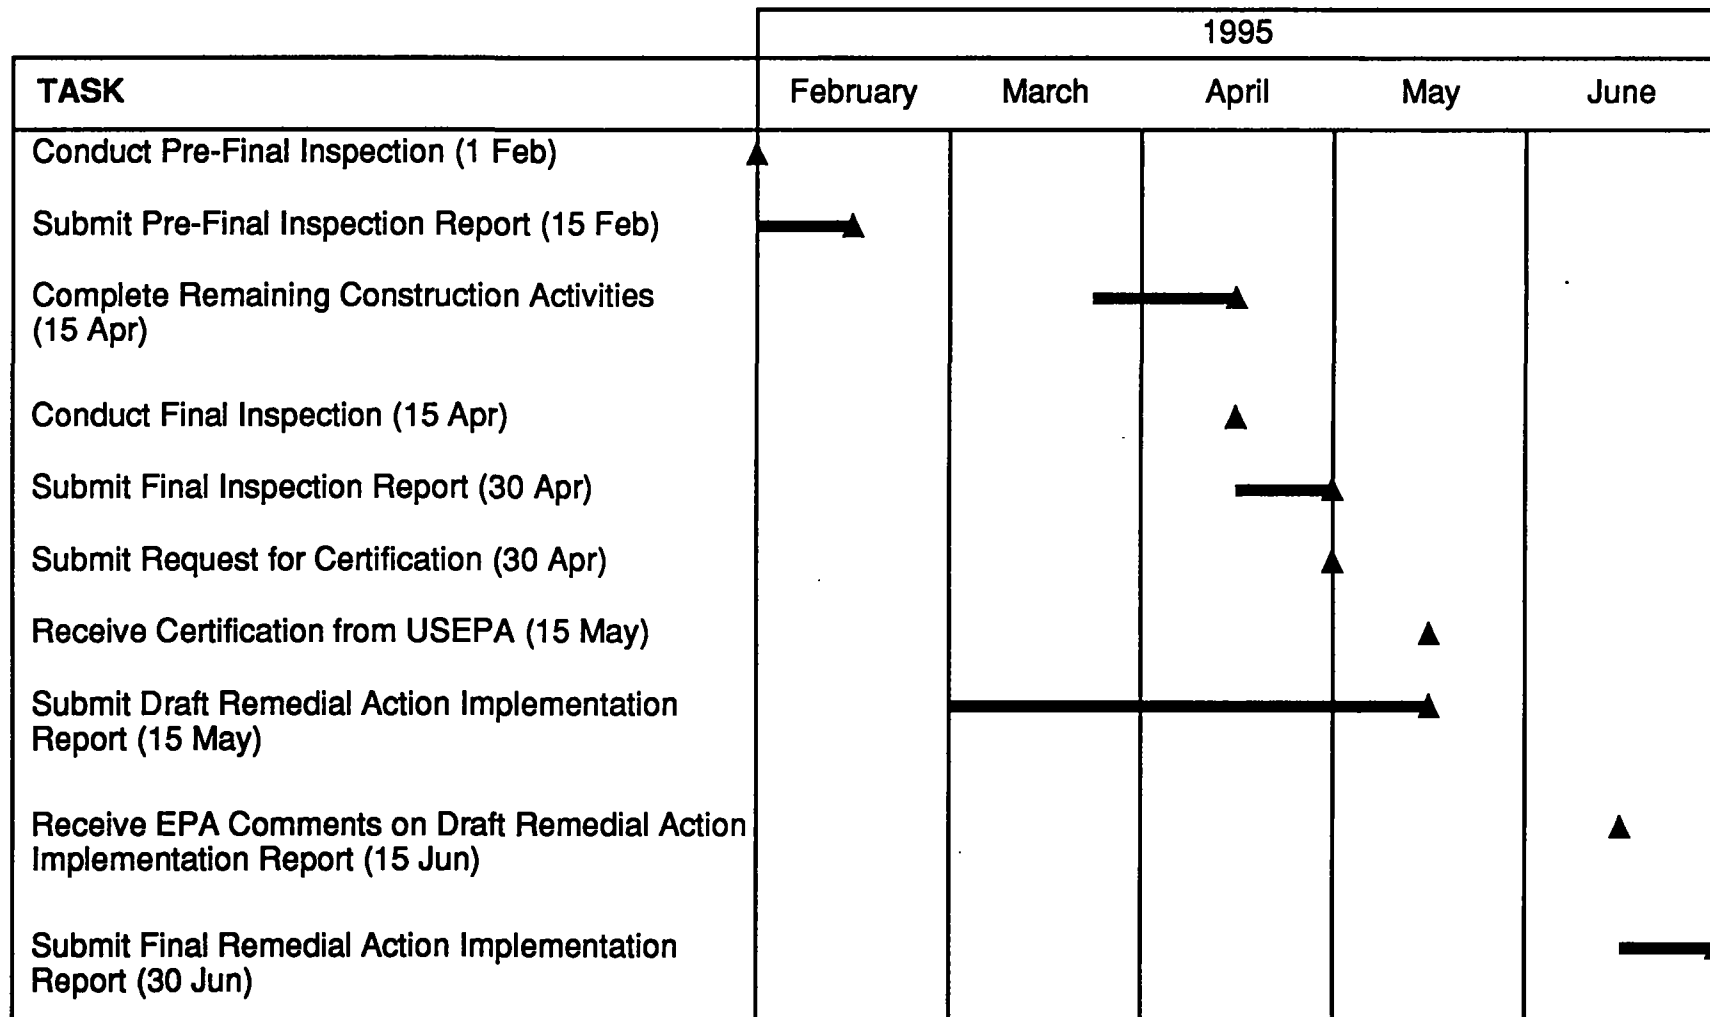 1995
TASK
February March April May June
Conduct Pre-Final Inspection (1 Feb)
Submit Pre-Final Inspection Report (15 Feb)
Complete Remaining Construction Activities
(15 Apr)
Conduct Final Inspection (15 Apr)
Submit Final Inspection Report (30 Apr)
Submit Request for Certification (30 Apr)
Receive Certification from USEPA (15 May)
Submit Draft Remedial Action Implementation
Report (15 May)
Receive EPA Comments on Draft Remedial Action
Implementation Report (15 Jun)
Submit Final Remedial Action Implementation
Report (30 Jun)